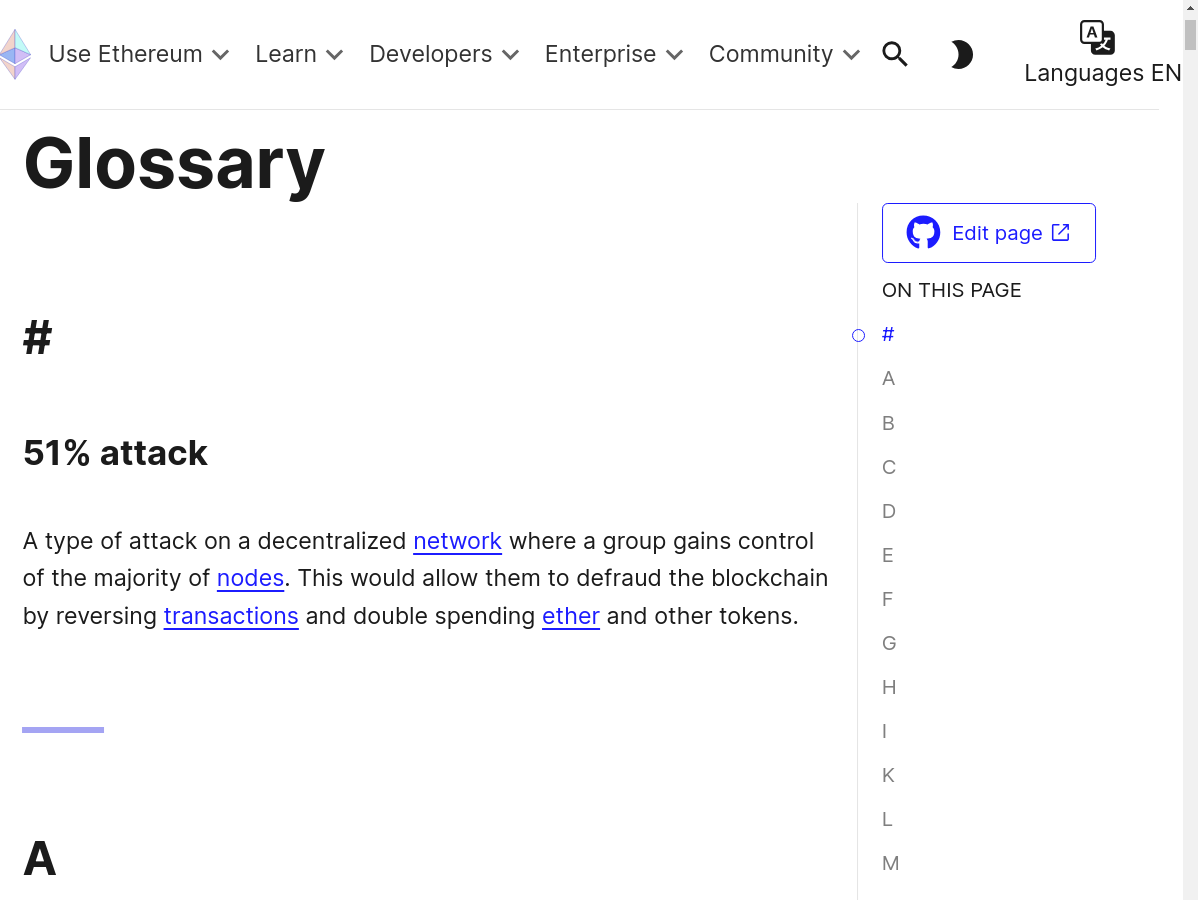 Use Ethereum Learn Developers Enterprise Community
Languages EN
Glossary
Edit page
ON THIS PAGE
#
A
B
C
D
E
F
G
H
I
K
L
M
#
51% attack
A type of attack on a decentralized network where a group gains control
of the majority of nodes. This would allow them to defraud the blockchain
by reversing transactions and double spending ether and other tokens.
A